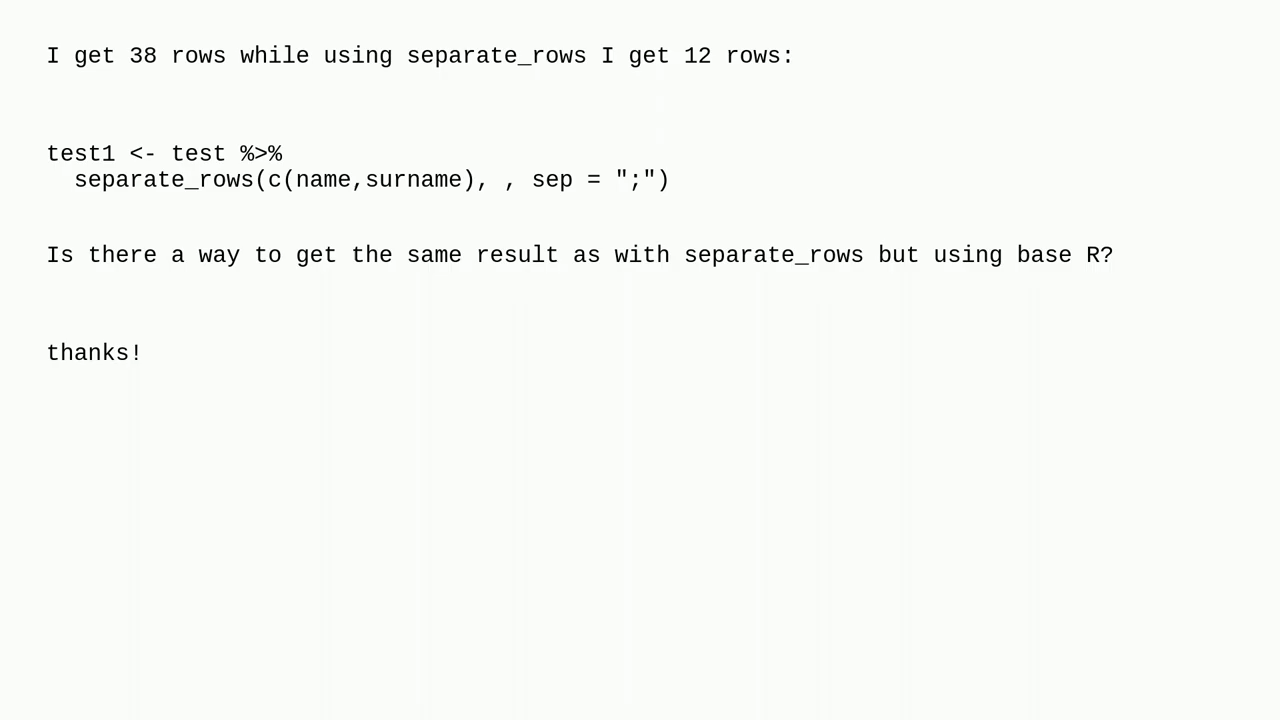 I get 38 rows while using separate_rows I get 12 rows:
test1 <- test %>%
  separate_rows(c(name,surname), , sep = ";")
Is there a way to get the same result as with separate_rows but using base R?
thanks!